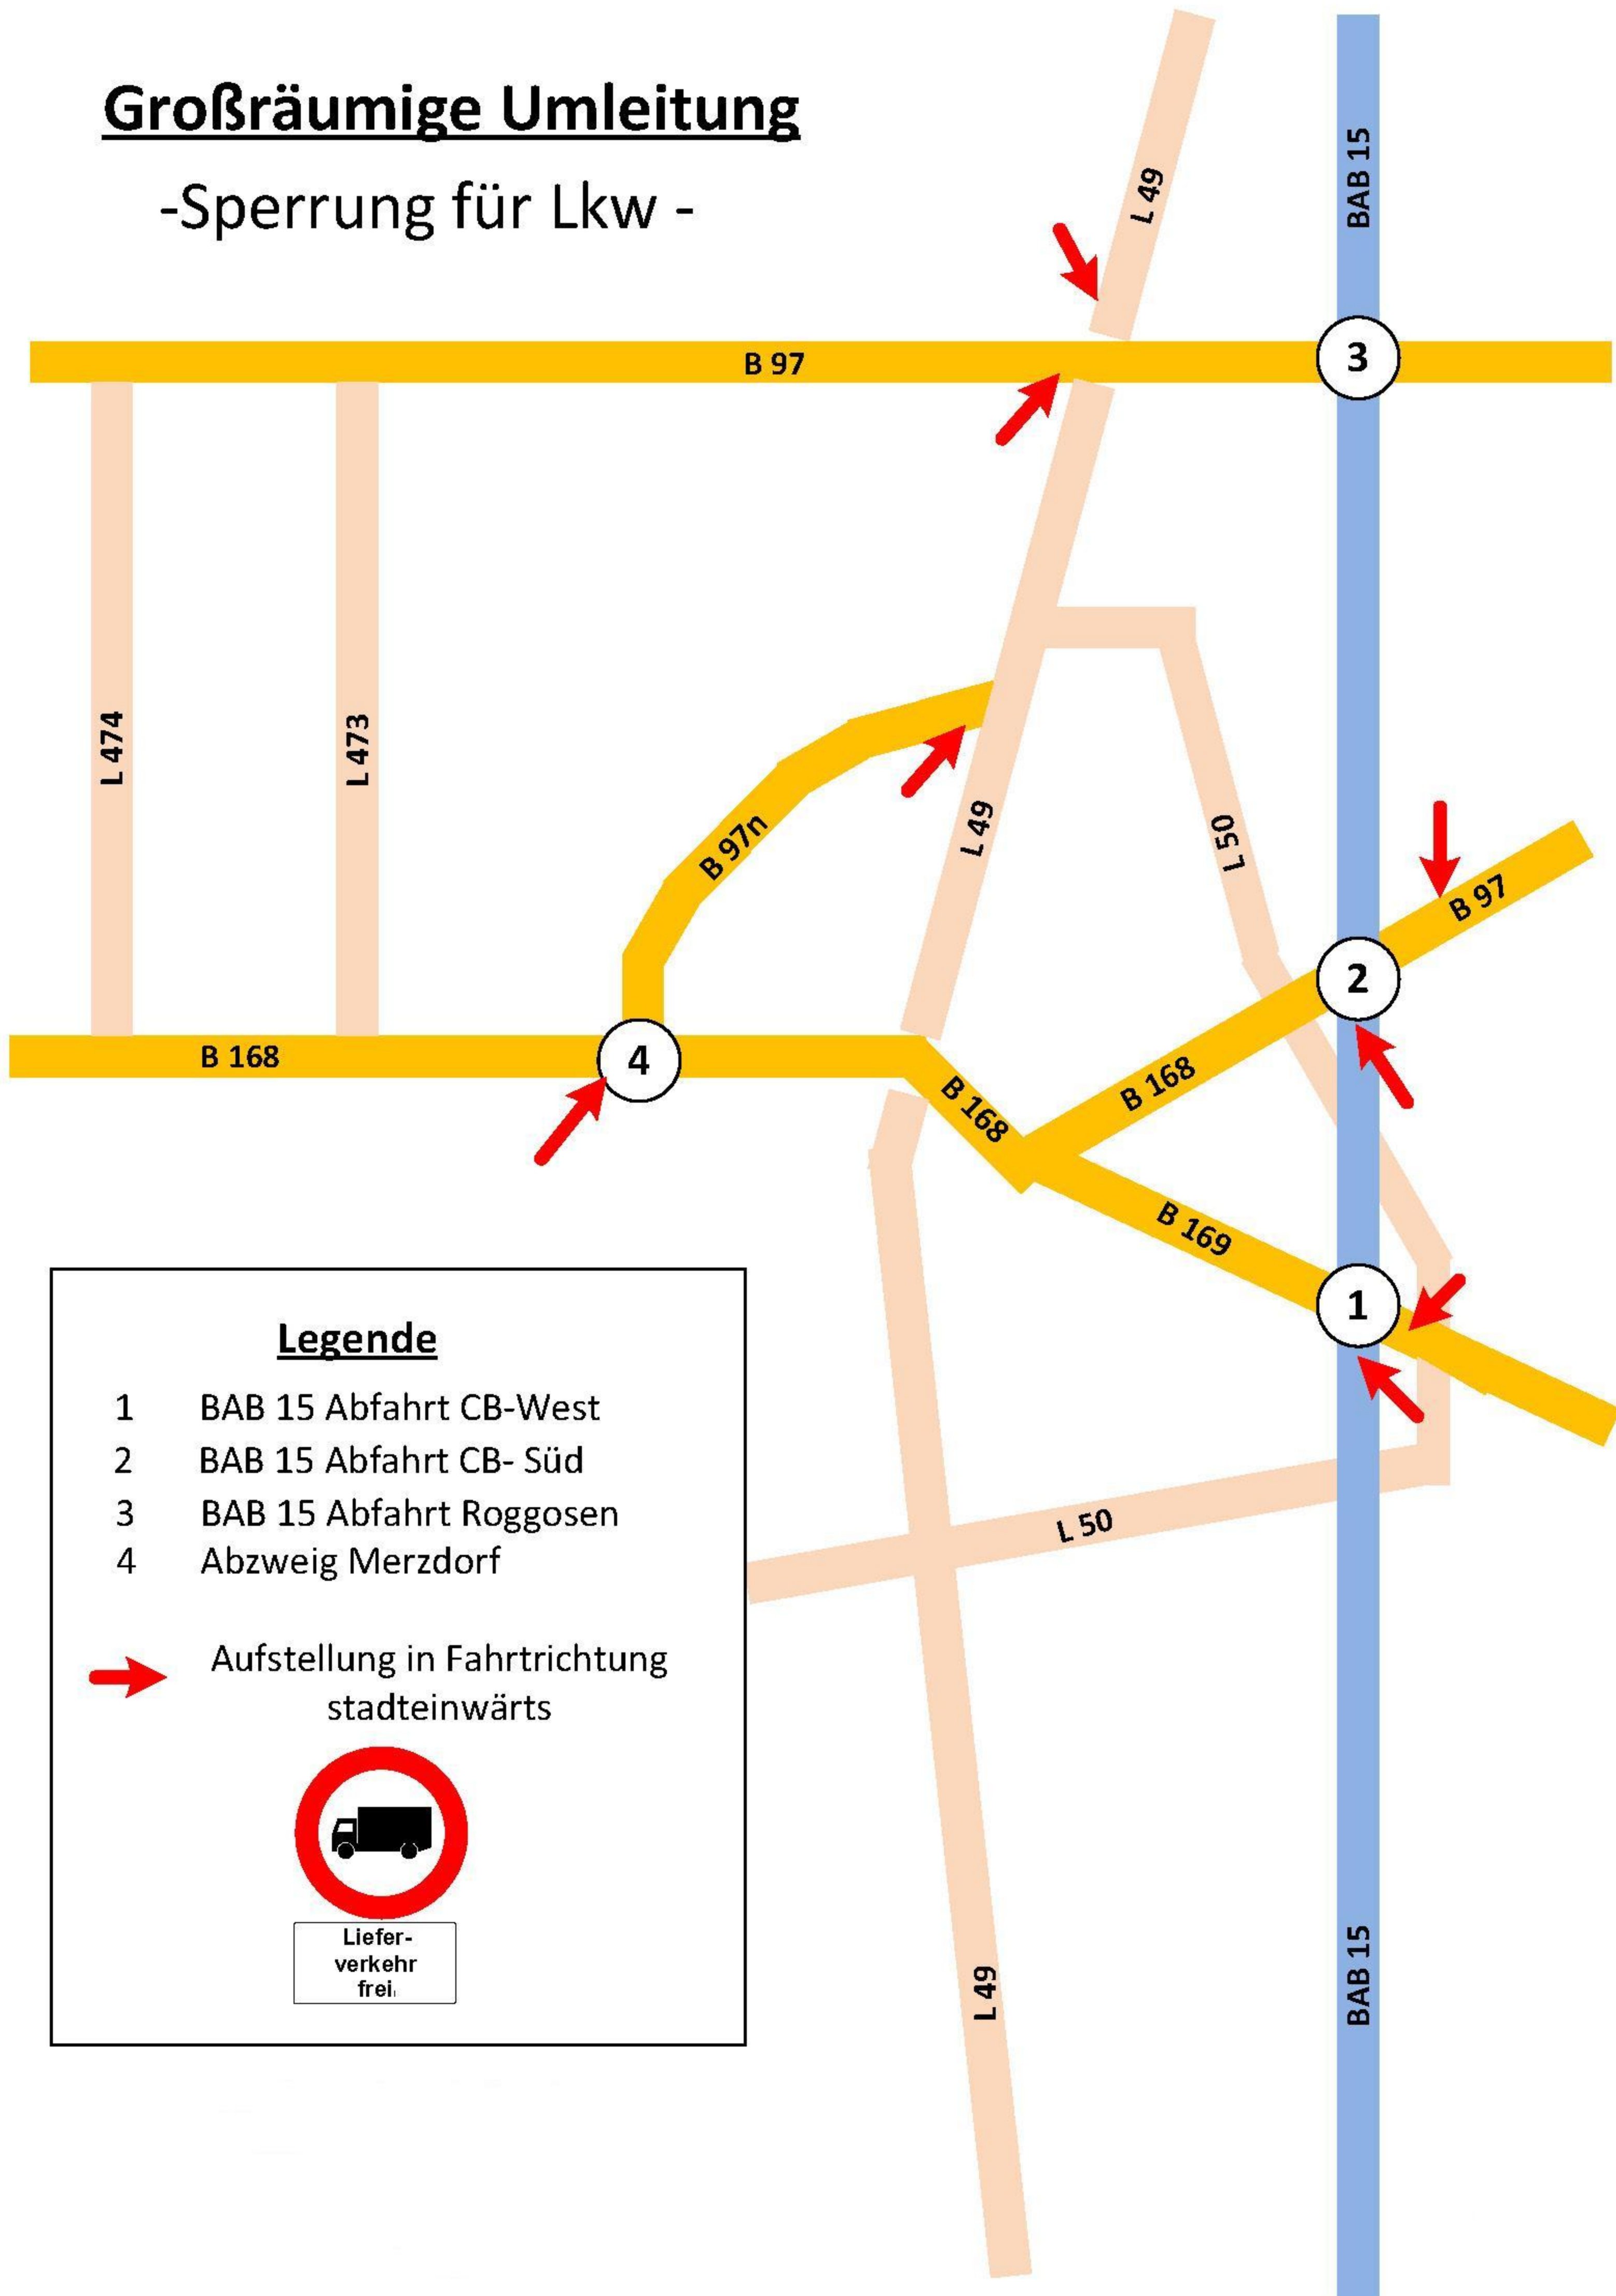 Großräumige Umleitung
-Sperrung für Lkw -
L 49
BAB 15
B 97
3
L 474
L 473
B 97n
L 49
L 50
B 97
2
B 168
4
B 168
B 168
B 169
1
Legende
1 BAB 15 Abfahrt CB-West
2 BAB 15 Abfahrt CB- Süd
3 BAB 15 Abfahrt Roggosen
4 Abzweig Merzdorf
Aufstellung in Fahrtrichtung
stadteinwärts
Liefer-
verkehr
frei
L 50
L 49
BAB 15